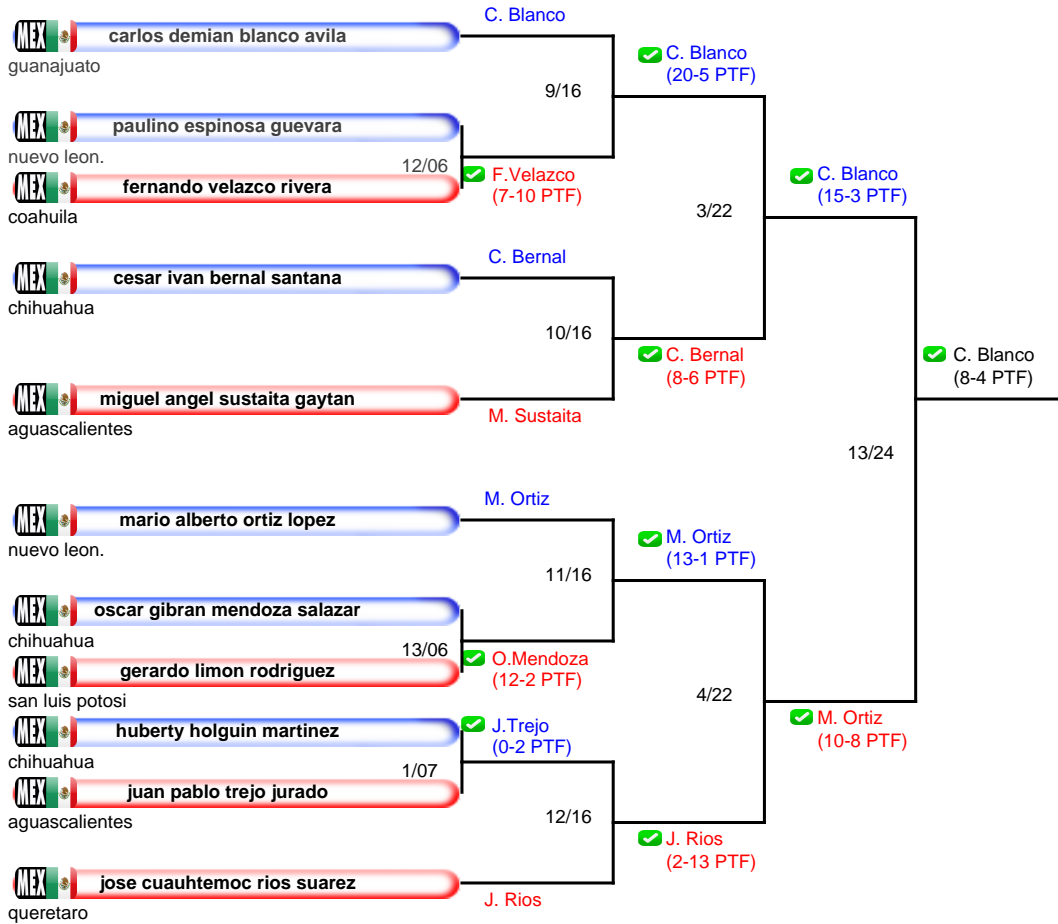 C. Blanco
MEX carlos demian blanco avila
guanajuato
C. Blanco
(20-5 PTF)
9/16
MEX paulino espinosa guevara
nuevo leon.
12/06
F.Velazco
(7-10 PTF)
MEX fernando velazco rivera
coahuila
C. Blanco
(15-3 PTF)
3/22
C. Bernal
MEX cesar ivan bernal santana
chihuahua
10/16
C. Bernal
(8-6 PTF)
C. Blanco
(8-4 PTF)
MEX miguel angel sustaita gaytan
M. Sustaita
aguascalientes
13/24
M. Ortiz
MEX mario alberto ortiz lopez
nuevo leon.
M. Ortiz
(13-1 PTF)
11/16
MEX oscar gibran mendoza salazar
chihuahua
13/06
O.Mendoza
(12-2 PTF)
MEX gerardo limon rodriguez
san luis potosi
4/22
M. Ortiz
(10-8 PTF)
MEX huberty holguin martinez
chihuahua
J.Trejo
(0-2 PTF)
1/07
MEX juan pablo trejo jurado
aguascalientes
12/16
J. Rios
(2-13 PTF)
MEX jose cuauhtemoc rios suarez
J. Rios
queretaro